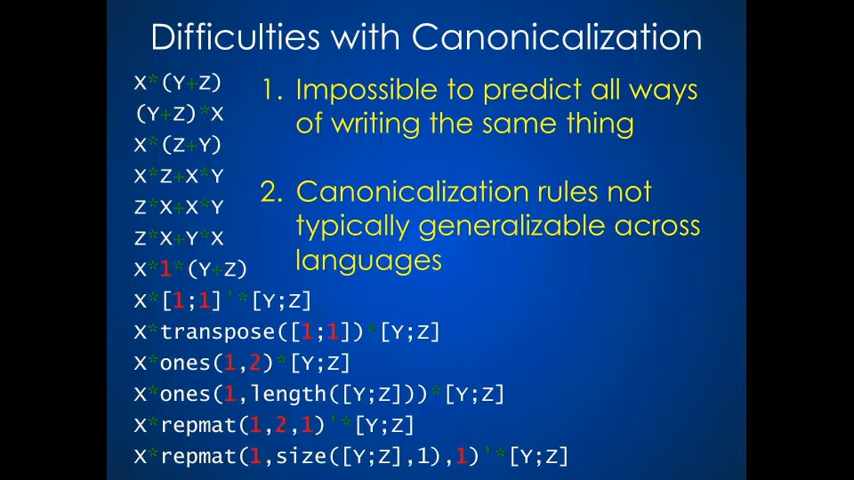 Difficulties with Canonicalization
X*(Y+Z)
(Y+Z)*X
X*(Z+Y)
X*Z+X*Y
Z*X+X*Y
Z*X+Y*X
X*1*(Y+Z)
X*[1;1]'*[Y;Z]
X*transpose([1;1])*[Y;Z]
X*ones(1,2)*[Y;Z]
X*ones(1,length([Y;Z]))*[Y;Z]
X*repmat(1,2,1)'*[Y;Z]
X*repmat(1,size([Y;Z],1),1)'*[Y;Z]
1. Impossible to predict all ways
of writing the same thing
2. Canonicalization rules not
typically generalizable across
languages